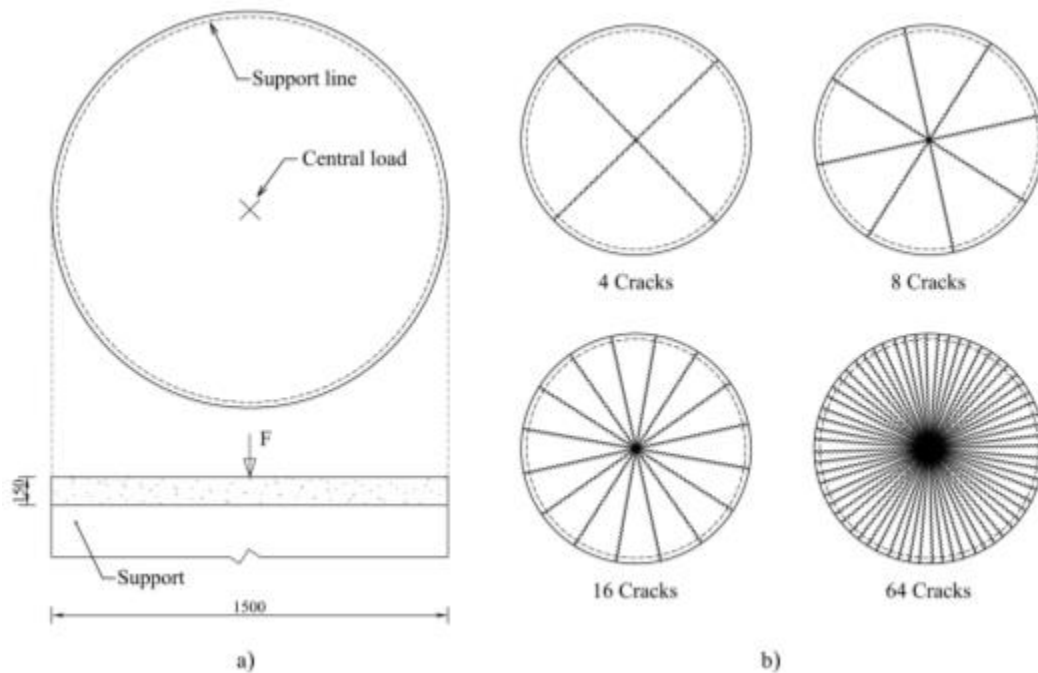 Support line
Central load
F
150
Support
1500
a)
4 Cracks
8 Cracks
16 Cracks
64 Cracks
b)